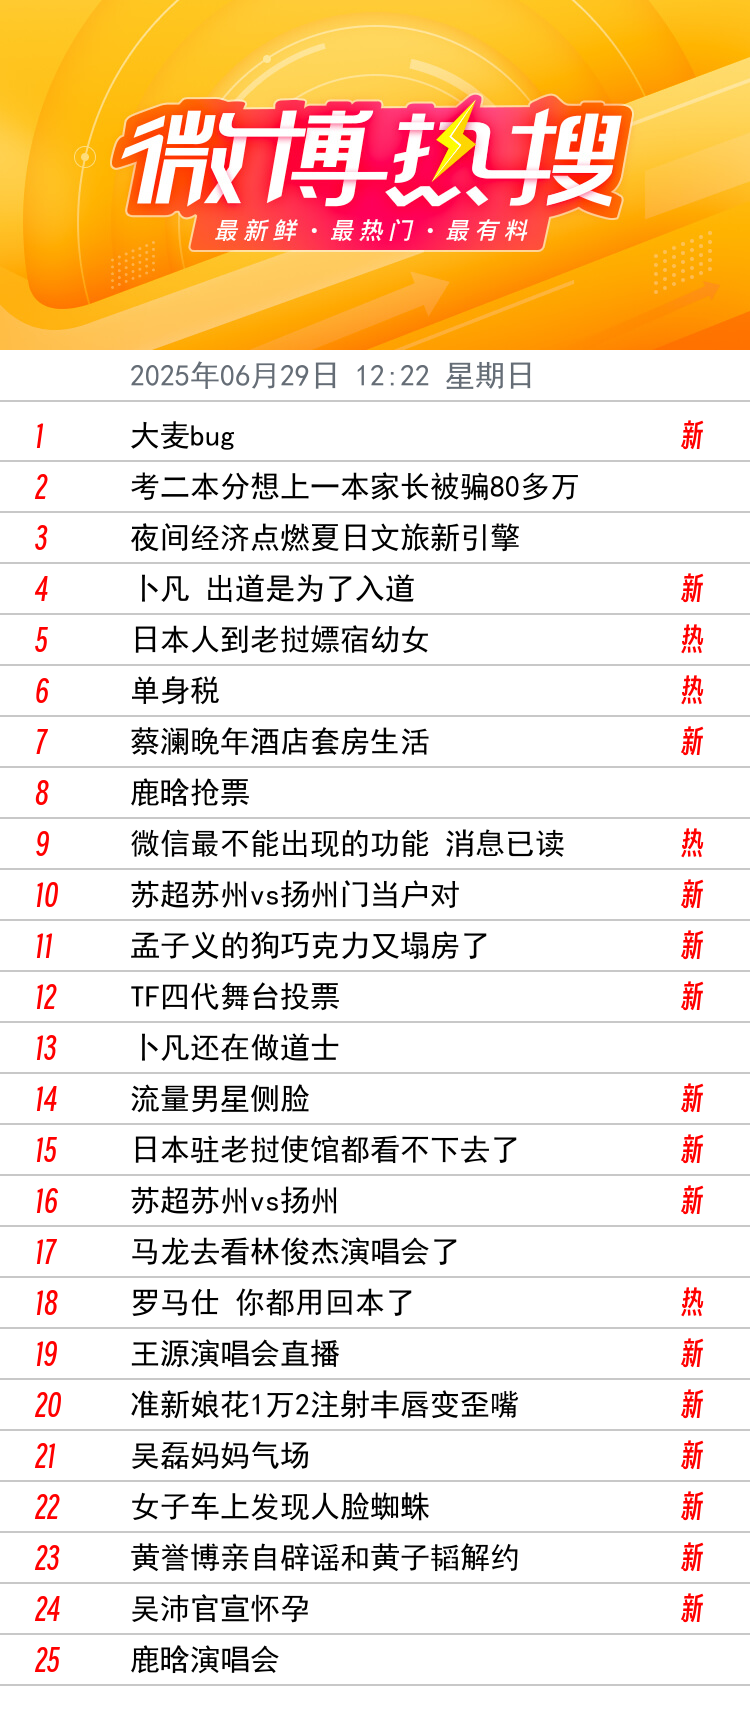 微博热搜
最新鲜·最热门·最有料
2025年06月29日 12:22 星期日
1 大麦bug 新
2 考二本分想上一本家长被骗80多万
3 夜间经济点燃夏日文旅新引擎
4 卜凡 出道是为了入道 新
5 日本人到老挝嫖宿幼女 热
6 单身税 热
7 蔡澜晚年酒店套房生活 新
8 鹿晗抢票
9 微信最不能出现的功能 消息已读 热
10 苏超苏州vs扬州门当户对 新
11 孟子义的狗巧克力又塌房了 新
12 TF四代舞台投票 新
13 卜凡还在做道士
14 流量男星侧脸 新
15 日本驻老挝使馆都看不下去了 新
16 苏超苏州vs扬州 新
17 马龙去看林俊杰演唱会了
18 罗马仕 你都用回本了 热
19 王源演唱会直播 新
20 准新娘花1万2注射丰唇变歪嘴 新
21 吴磊妈妈气场 新
22 女子车上发现人脸蜘蛛 新
23 黄誉博亲自辟谣和黄子韬解约 新
24 吴沛官宣怀孕 新
25 鹿晗演唱会